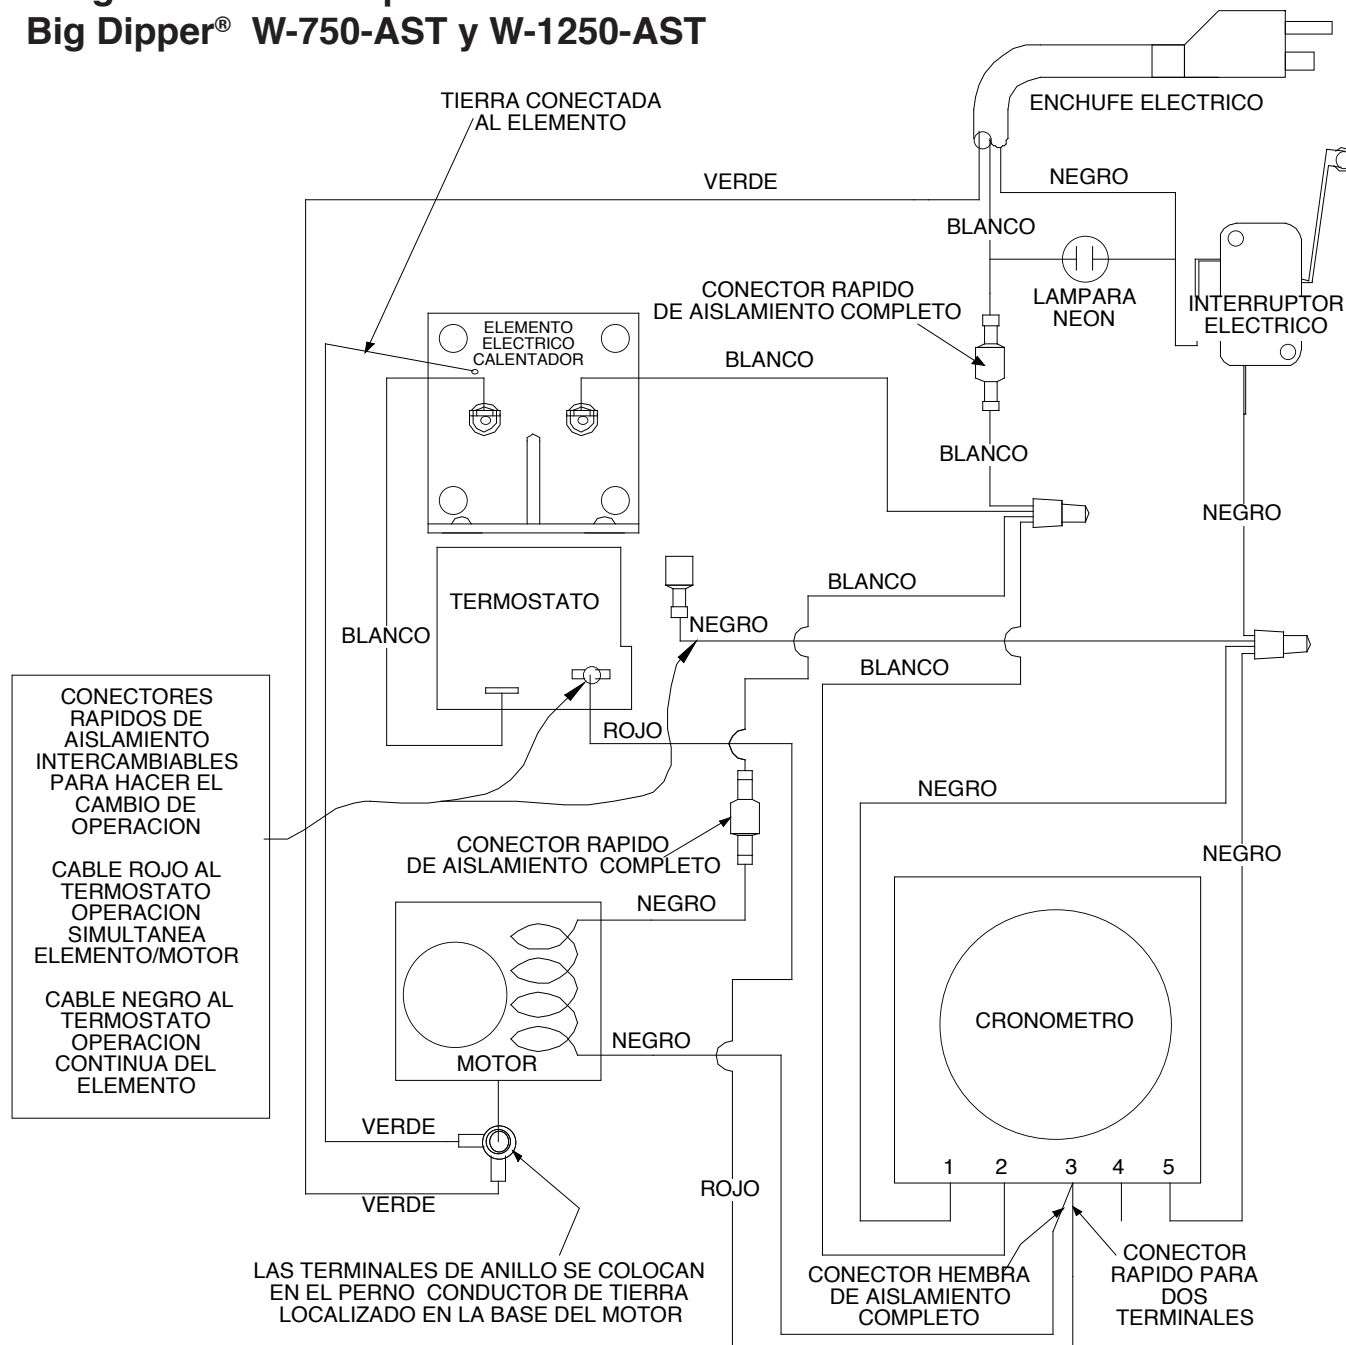 Big Dipper® W-750-AST y W-1250-AST
TIERRA CONECTADA
AL ELEMENTO
ENCHUFE ELECTRICO
VERDE
NEGRO
BLANCO
CONECTOR RAPIDO
DE AISLAMIENTO COMPLETO
LAMPARA
NEON
INTERRUPTOR
ELECTRICO
ELEMENTO
ELECTRICO
CALENTADOR
BLANCO
BLANCO
NEGRO
TERMOSTATO
BLANCO
NEGRO
BLANCO
BLANCO
ROJO
CONECTORES
RAPIDOS DE
AISLAMIENTO
INTERCAMBIABLES
PARA HACER EL
CAMBIO DE
OPERACION
CABLE ROJO AL
TERMOSTATO
OPERACION
SIMULTANEA
ELEMENTO/MOTOR
CABLE NEGRO AL
TERMOSTATO
OPERACION
CONTINUA DEL
ELEMENTO
NEGRO
CONECTOR RAPIDO
DE AISLAMIENTO COMPLETO
NEGRO
NEGRO
CRONOMETRO
NEGRO
MOTOR
VERDE
VERDE
ROJO
1 2 3 4 5
LAS TERMINALES DE ANILLO SE COLOCAN
EN EL PERNO CONDUCTOR DE TIERRA
LOCALIZADO EN LA BASE DEL MOTOR
CONECTOR HEMBRA
DE AISLAMIENTO
COMPLETO
CONECTOR
RAPIDO PARA
DOS
TERMINALES